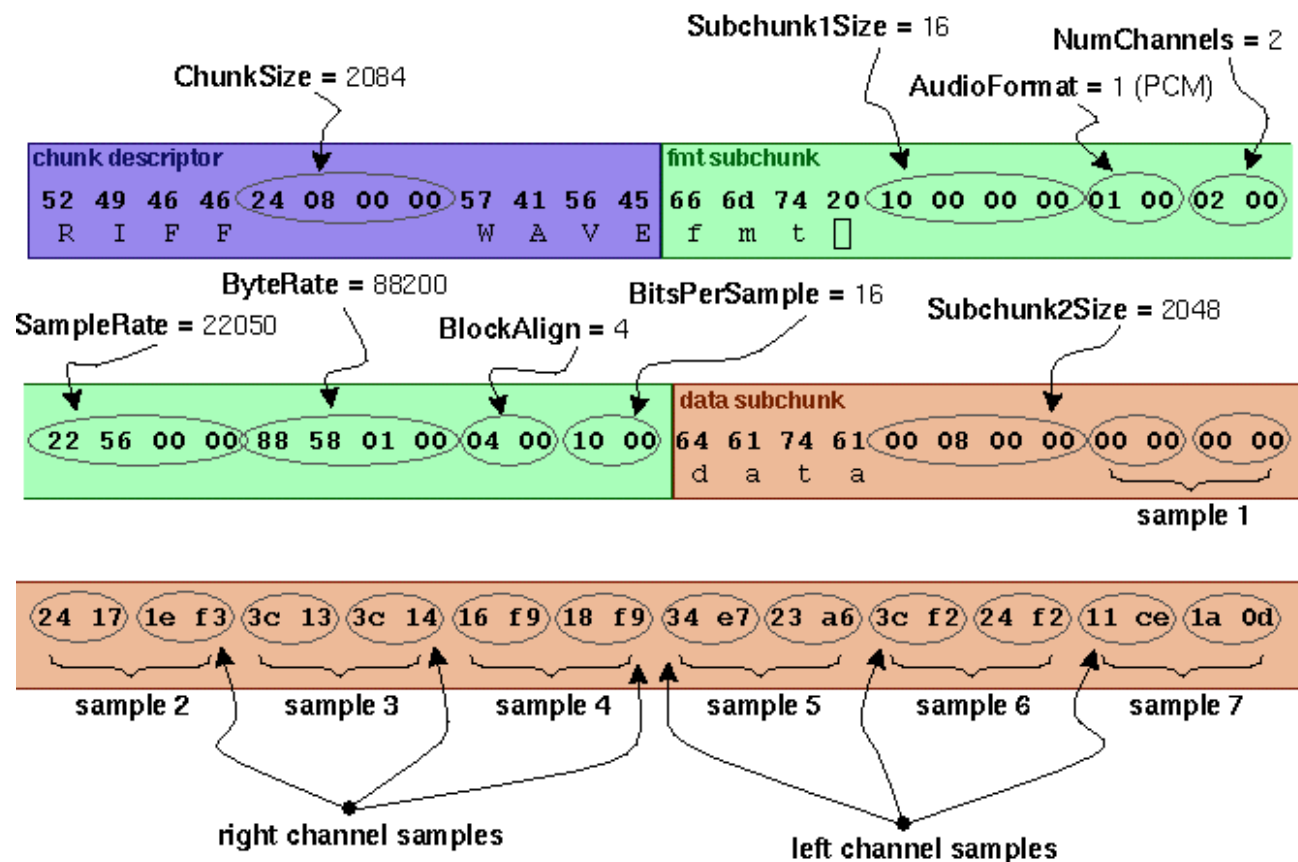 Subchunk1Size = 16
NumChannels = 2
ChunkSize = 2084
AudioFormat = 1 (PCM)
chunk descriptor
fmt subchunk
52 49 46 46 24 08 00 00 57 41 56 45 66 6d 74 20 10 00 00 00 01 00 02 00
R I F F W A V E f m t
ByteRate = 88200
BitsPerSample = 16
SampleRate = 22050
BlockAlign = 4
Subchunk2Size = 2048
data subchunk
22 56 00 00 88 58 01 00 04 00 10 00 64 61 74 61 00 08 00 00 00 00 00 00
d a t a
sample 1
24 17 1e f3 3c 13 3c 14 16 f9 18 f9 34 e7 23 a6 3c f2 24 f2 11 ce 1a 0d
sample 2 sample 3 sample 4 sample 5 sample 6 sample 7
right channel samples
left channel samples